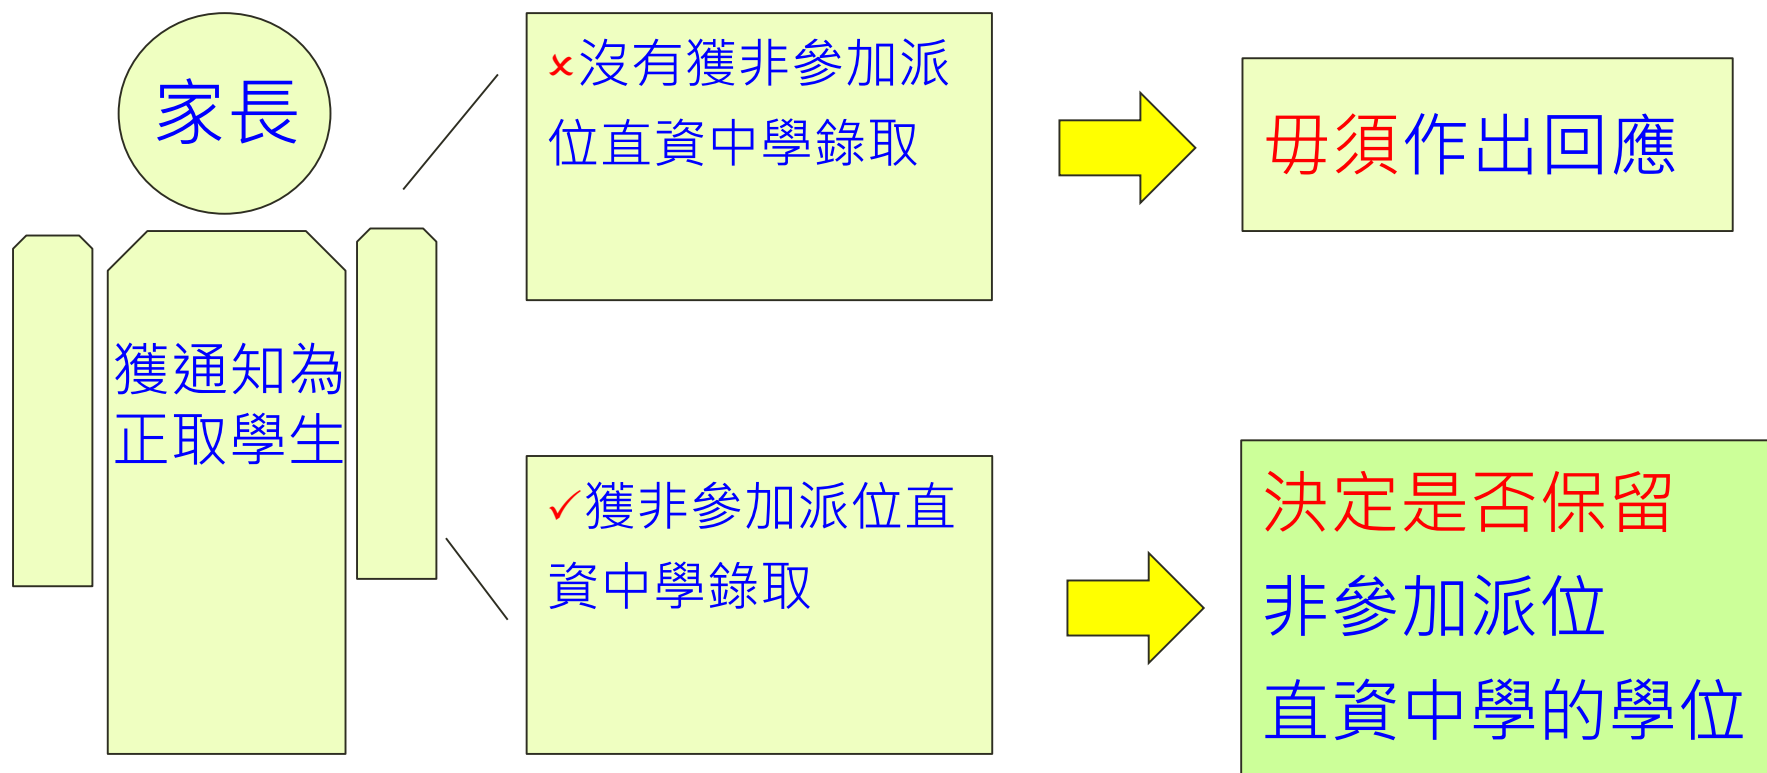 家長
獲通知為
正取學生
✘沒有獲非參加派
位直資中學錄取
毋須作出回應
✓獲非參加派位直
資中學錄取
決定是否保留
非參加派位
直資中學的學位